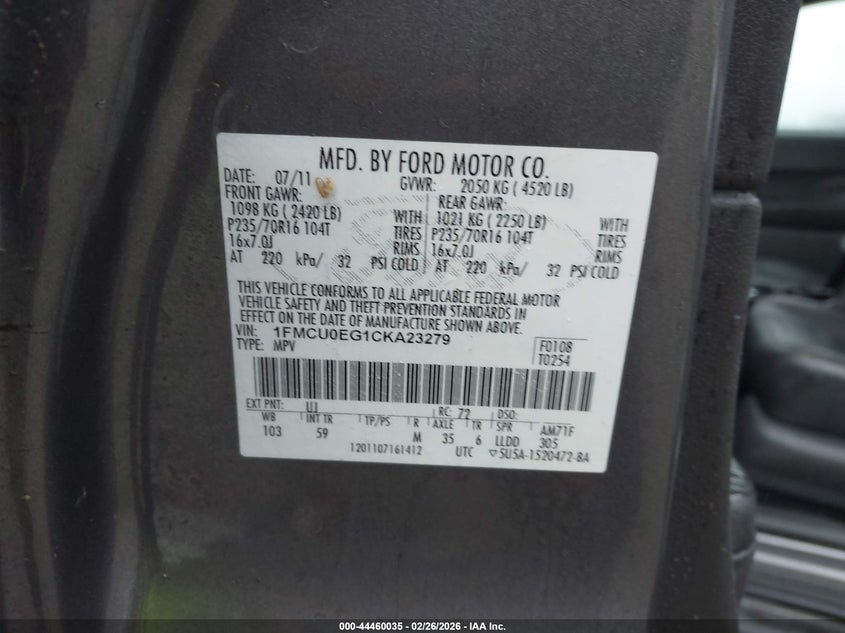 MFD. BY FORD MOTOR CO.
DATE: 07/11 GVWR: 2050 KG ( 4520 LB)
FRONT GAWR: REAR GAWR:
1098 KG ( 2420 LB) WITH 1021 KG ( 2250 LB) WITH
P235/70R16 104T TIRES P235/70R16 104T TIRES
16x7.0J RIMS 16x7.0J RIMS
AT 220 kPa/ 32 PSI COLD AT 220 kPa/ 32 PSI COLD
THIS VEHICLE CONFORMS TO ALL APPLICABLE FEDERAL MOTOR
VEHICLE SAFETY AND THEFT PREVENTION STANDARDS IN
EFFECT ON THE DATE OF MANUFACTURE SHOWN ABOVE.
VIN: 1FMCU0EG1CKA23279 F0108
TYPE: MPV T0254
EXT PNT: UJ RC: 72 DSO:
WB INT TR TP/PS R AXLE TR SPR AM71F
103 59 M 35 6 LLDD 305
1201107161412 UTC ▽5U5A-1520472-BA
000-44460035 - 02/26/2026 - IAA Inc.